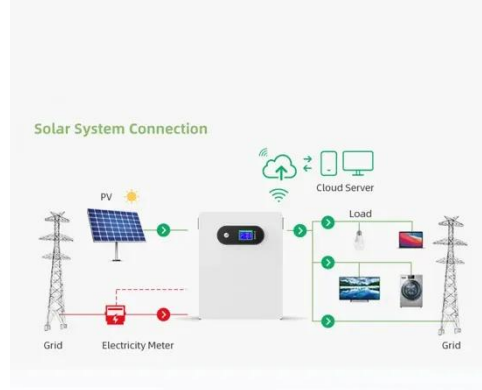 Solar System Connection
Cloud Server
PV
Load
Grid
Electricity Meter
Grid